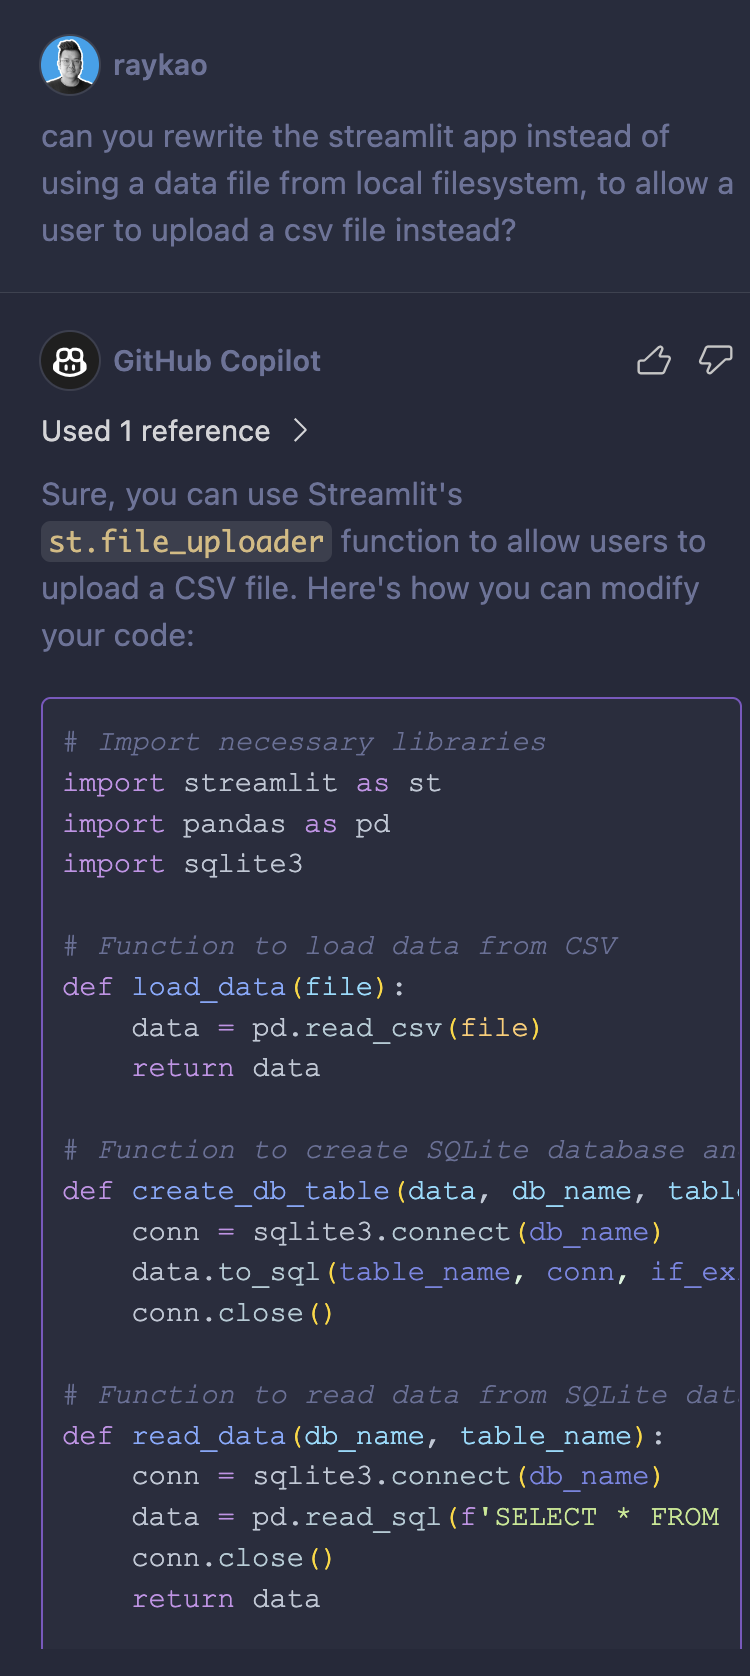 raykao
can you rewrite the streamlit app instead of
using a data file from local filesystem, to allow a
user to upload a csv file instead?
GitHub Copilot
Used 1 reference
Sure, you can use Streamlit's
st.file_uploader function to allow users to
upload a CSV file. Here's how you can modify
your code:
# Import necessary libraries
import streamlit as st
import pandas as pd
import sqlite3
# Function to load data from CSV
def load_data(file):
    data = pd.read_csv(file)
    return data
# Function to create SQLite database an
def create_db_table(data, db_name, tabl
    conn = sqlite3.connect(db_name)
    data.to_sql(table_name, conn, if_ex
    conn.close()
# Function to read data from SQLite dat
def read_data(db_name, table_name):
    conn = sqlite3.connect(db_name)
    data = pd.read_sql(f'SELECT * FROM
    conn.close()
    return data